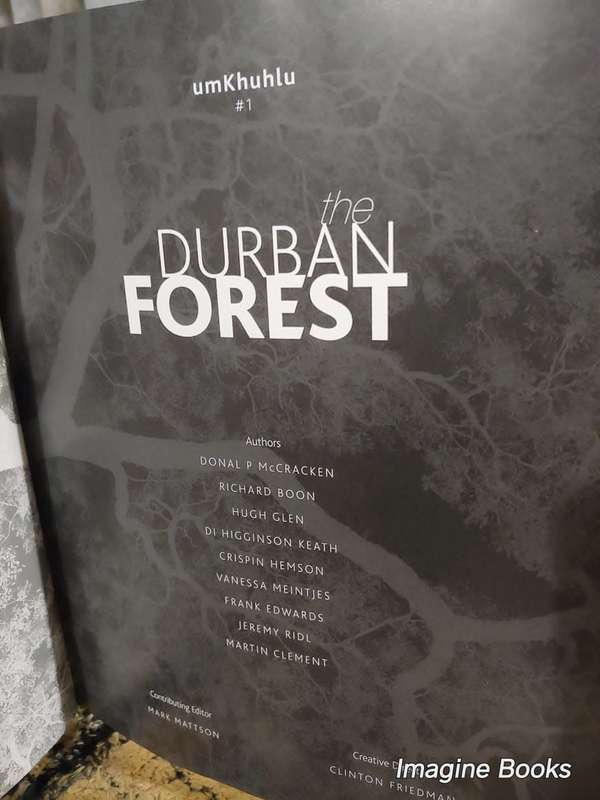 umKhuhlu
#1
the
DURBAN
FOREST
Authors
DONAL P McCRACKEN
RICHARD BOON
HUGH GLEN
DI HIGGINSON KEATH
CRISPIN HEMSON
VANESSA MEINTJES
FRANK EDWARDS
JEREMY RIDL
MARTIN CLEMENT
Contributing Editor
MARK MATTSON
Creative
CLINTON FRIEDMAN
Imagine Books